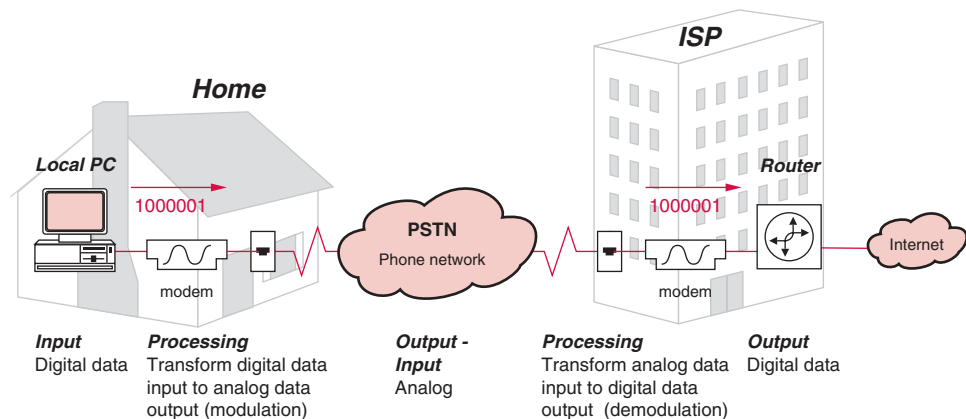 ISP
Home
Local PC
Router
1000001
1000001
PSTN
Phone network
Internet
modem
modem
Input
Digital data
Processing
Transform digital data
input to analog data
output (modulation)
Output -
Input
Analog
Processing
Transform analog data
input to digital data
output (demodulation)
Output
Digital data